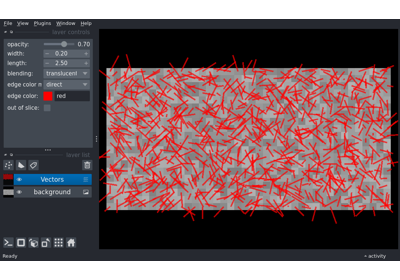 File View Plugins Window Help
layer controls
opacity: 0.70
width: 0.20
length: 2.50
blending: translucent
edge color m direct
edge color: red
out of slice:
layer list
Vectors
background
Ready
activity